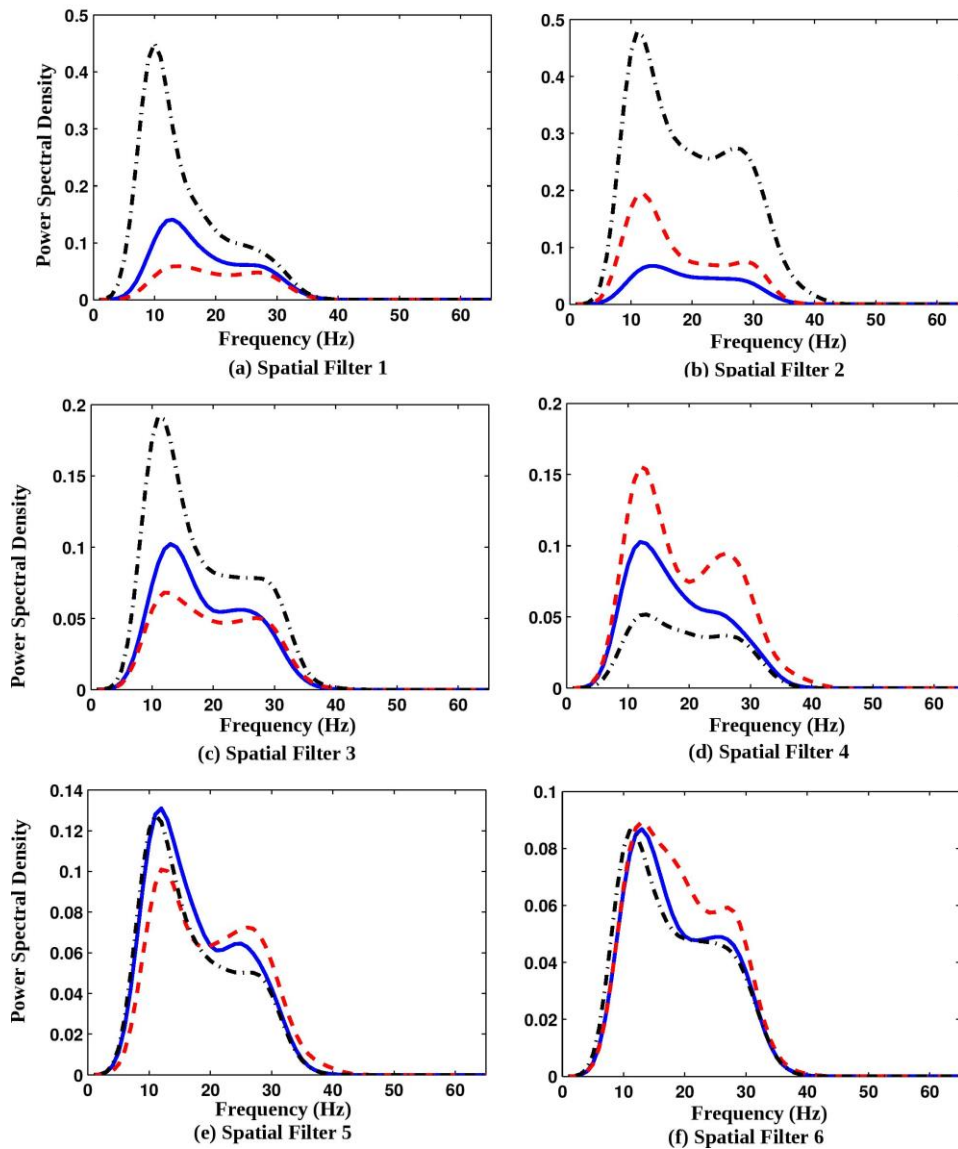 0.5
0.4
0.3
0.2
0.1
0
0 10 20 30 40 50 60
Power Spectral Density
Frequency (Hz)
(a) Spatial Filter 1
0.5
0.4
0.3
0.2
0.1
0
0 10 20 30 40 50 60
Frequency (Hz)
(b) Spatial Filter 2
0.2
0.15
0.1
0.05
0
0 10 20 30 40 50 60
Power Spectral Density
Frequency (Hz)
(c) Spatial Filter 3
0.2
0.15
0.1
0.05
0
0 10 20 30 40 50 60
Frequency (Hz)
(d) Spatial Filter 4
0.14
0.12
0.1
0.08
0.06
0.04
0.02
0
0 10 20 30 40 50 60
Power Spectral Density
Frequency (Hz)
(e) Spatial Filter 5
0.1
0.08
0.06
0.04
0.02
0
0 10 20 30 40 50 60
Frequency (Hz)
(f) Spatial Filter 6